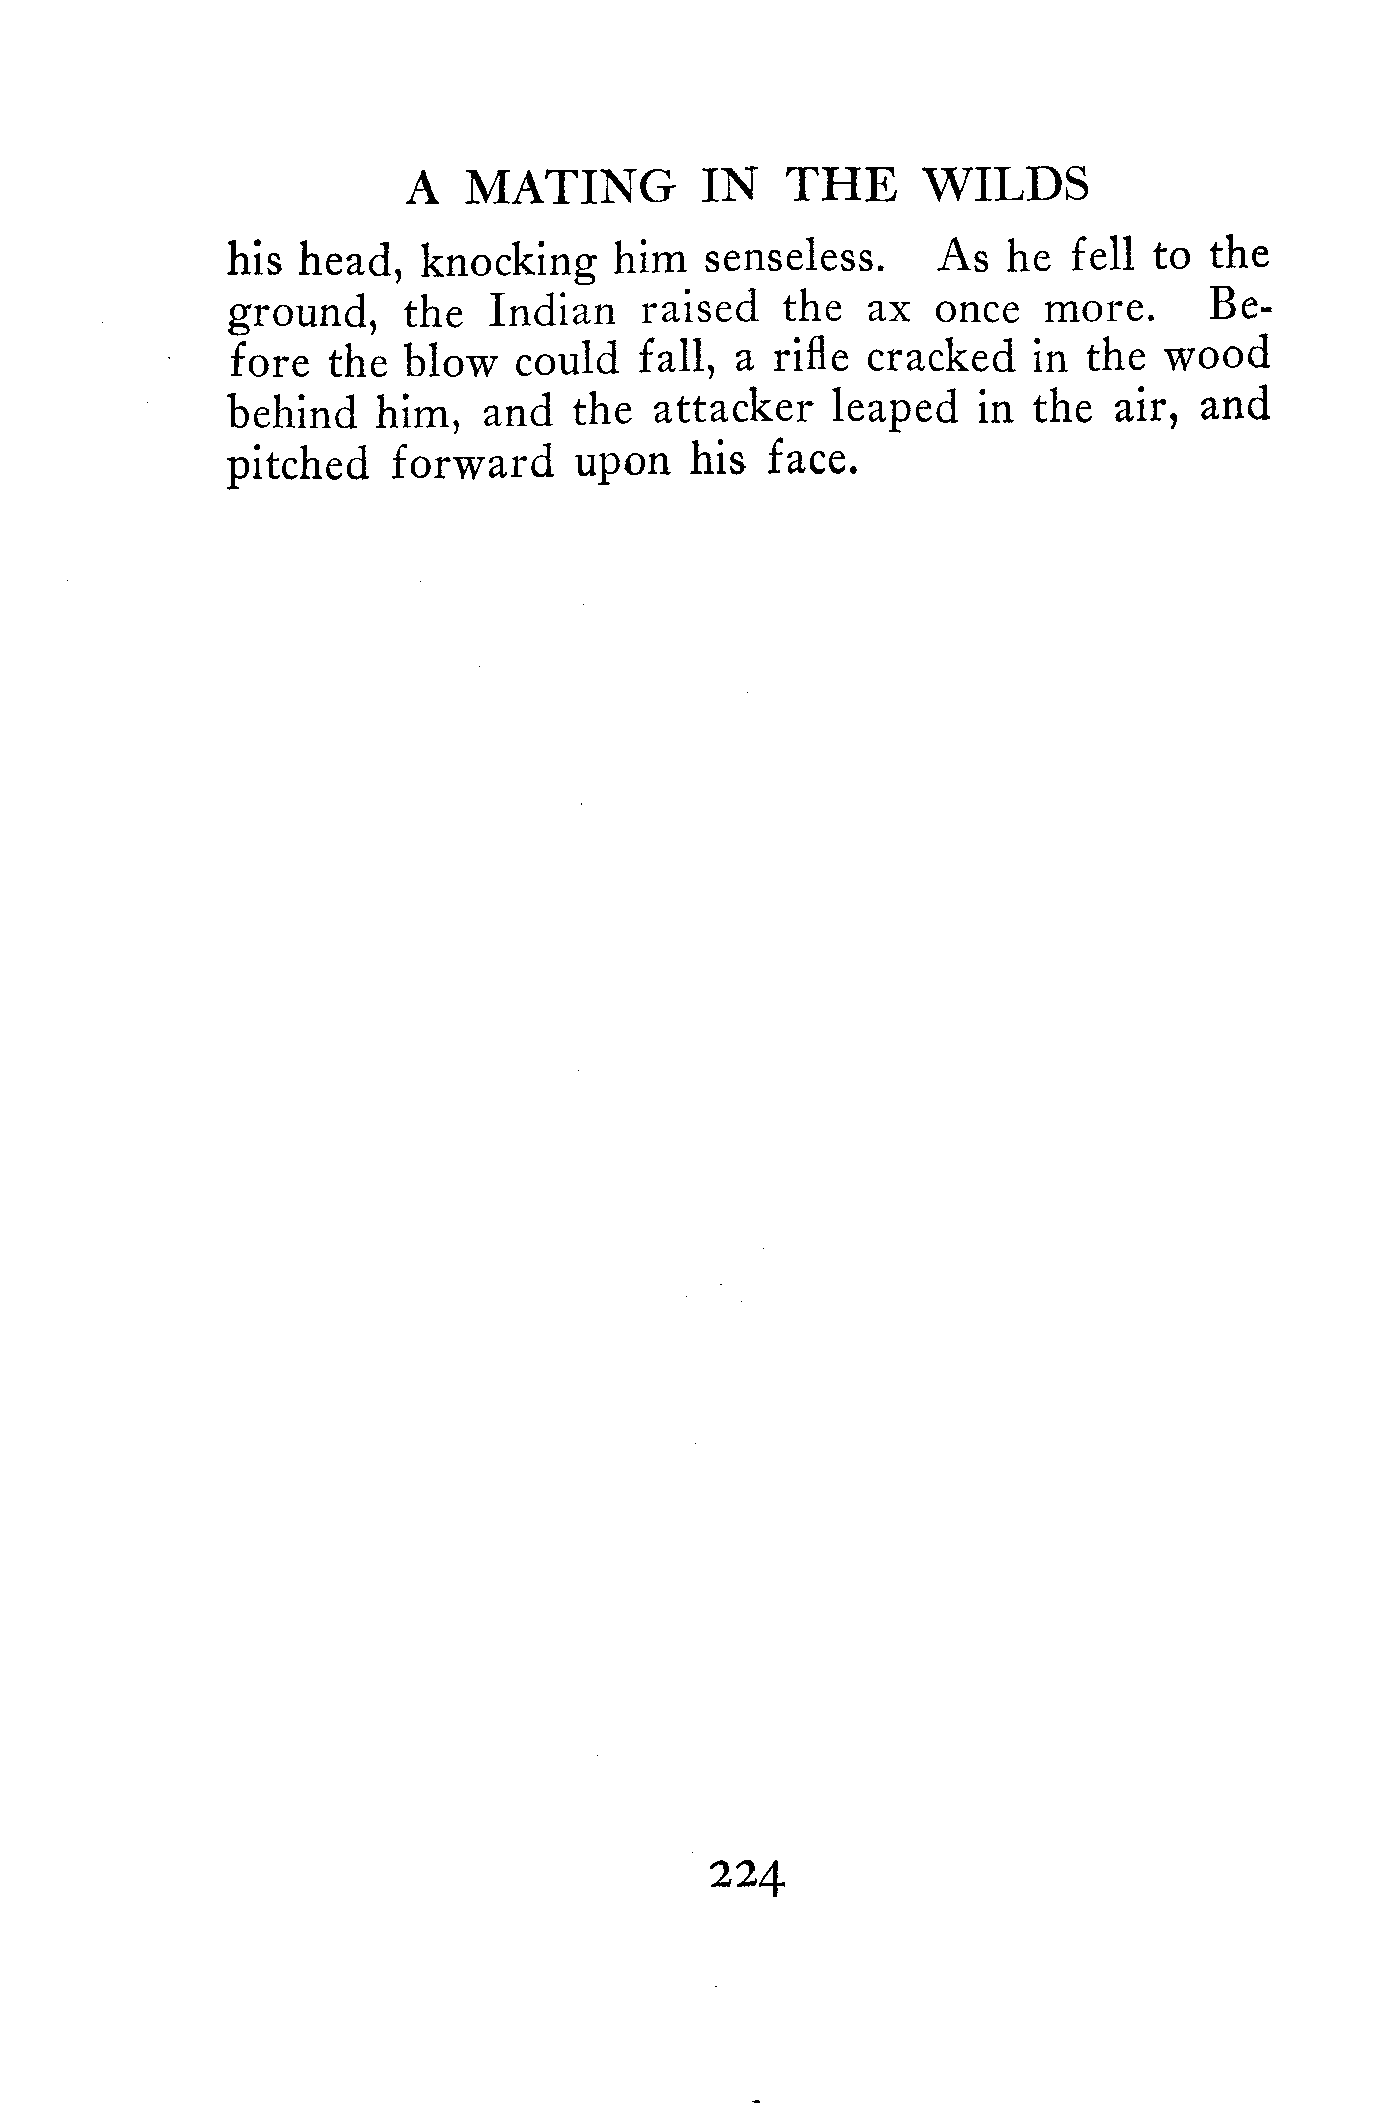 A MATING IN THE WILDS
his head, knocking him senseless. As he fell to the
ground, the Indian raised the ax once more. Be-
fore the blow could fall, a rifle cracked in the wood
behind him, and the attacker leaped in the air, and
pitched forward upon his face.
224